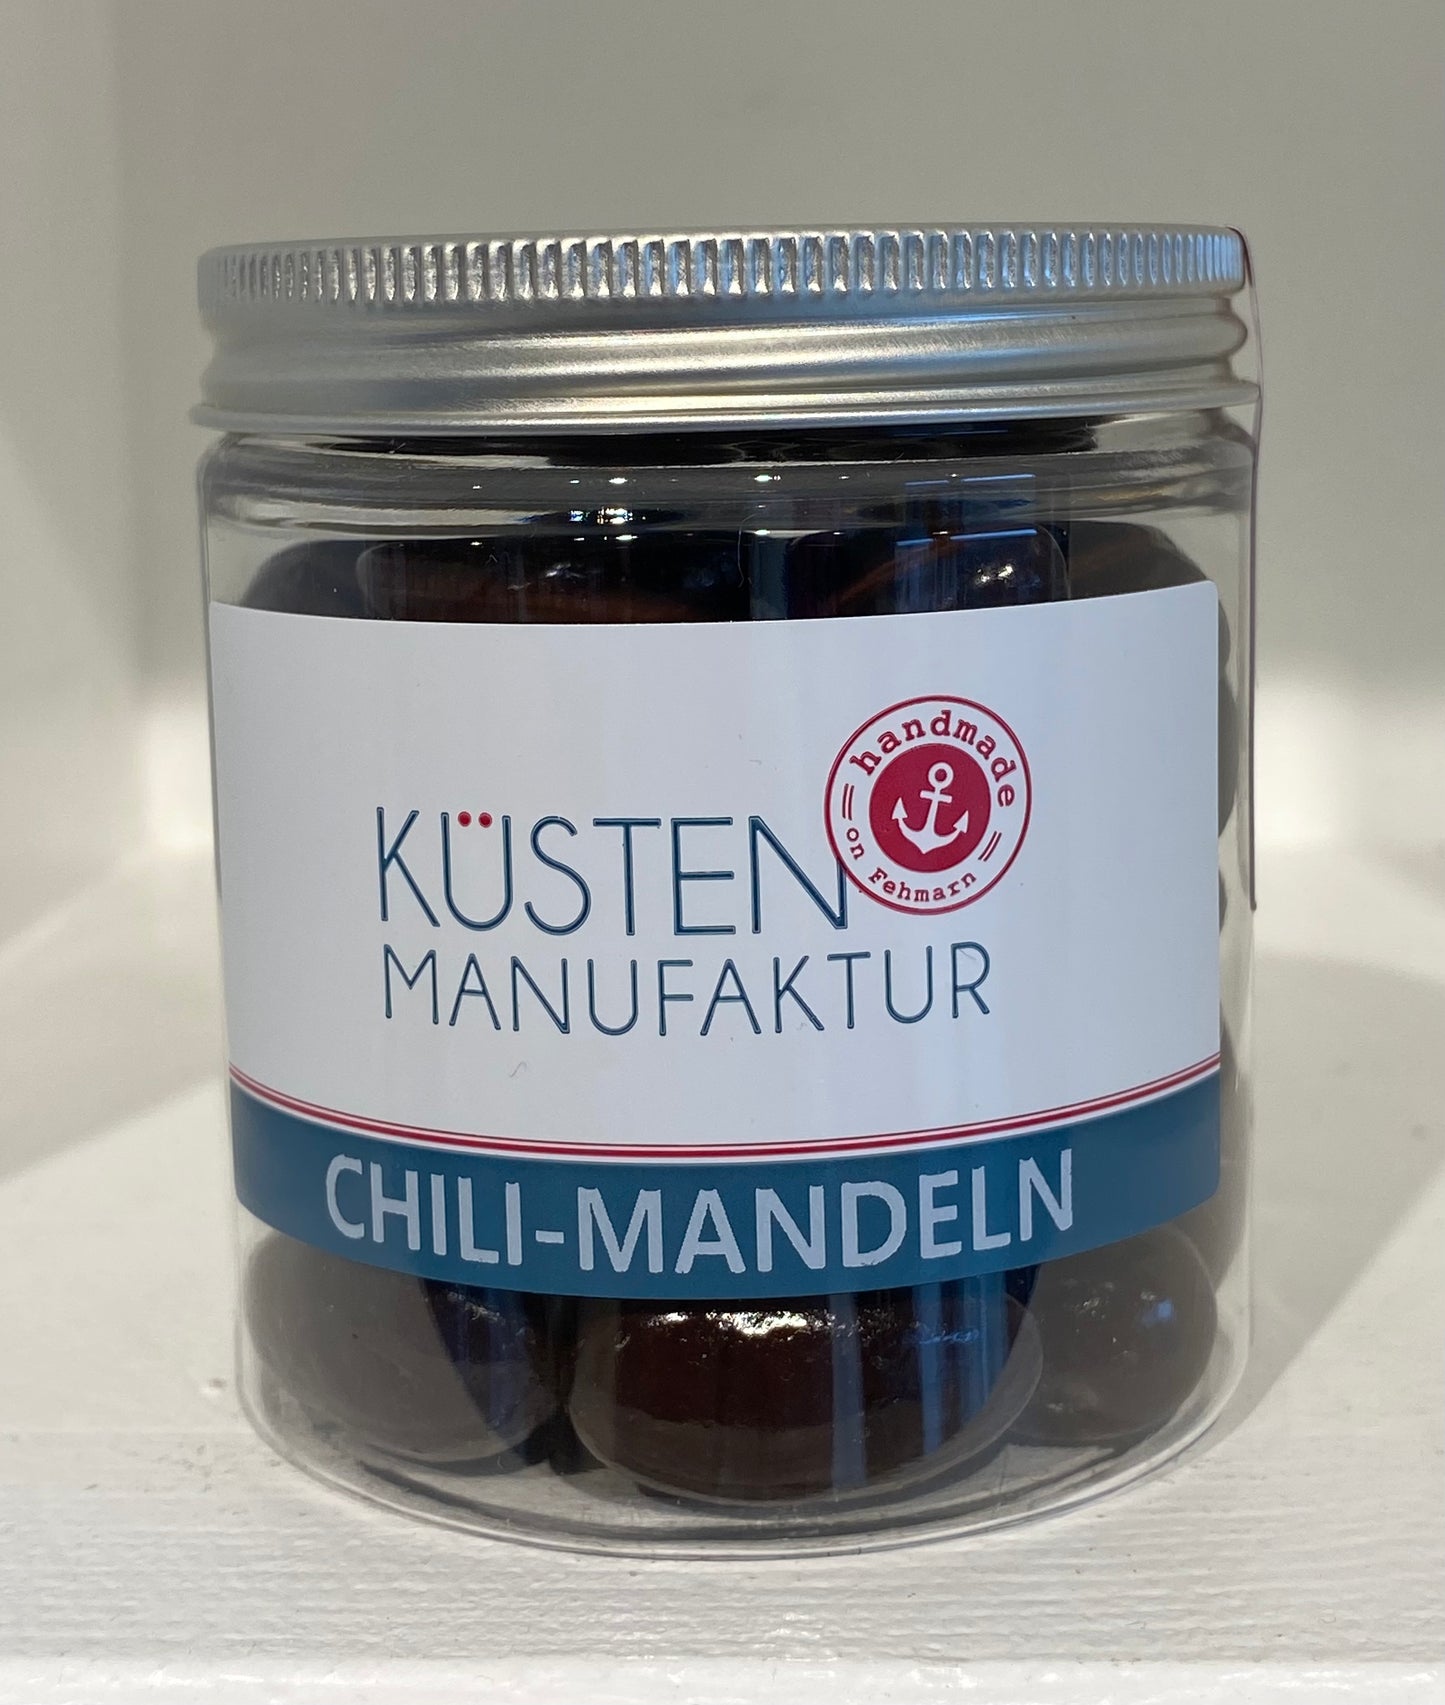 handmade
on Fehmarn
KÜSTEN
MANUFAKTUR
CHILI-MANDELN